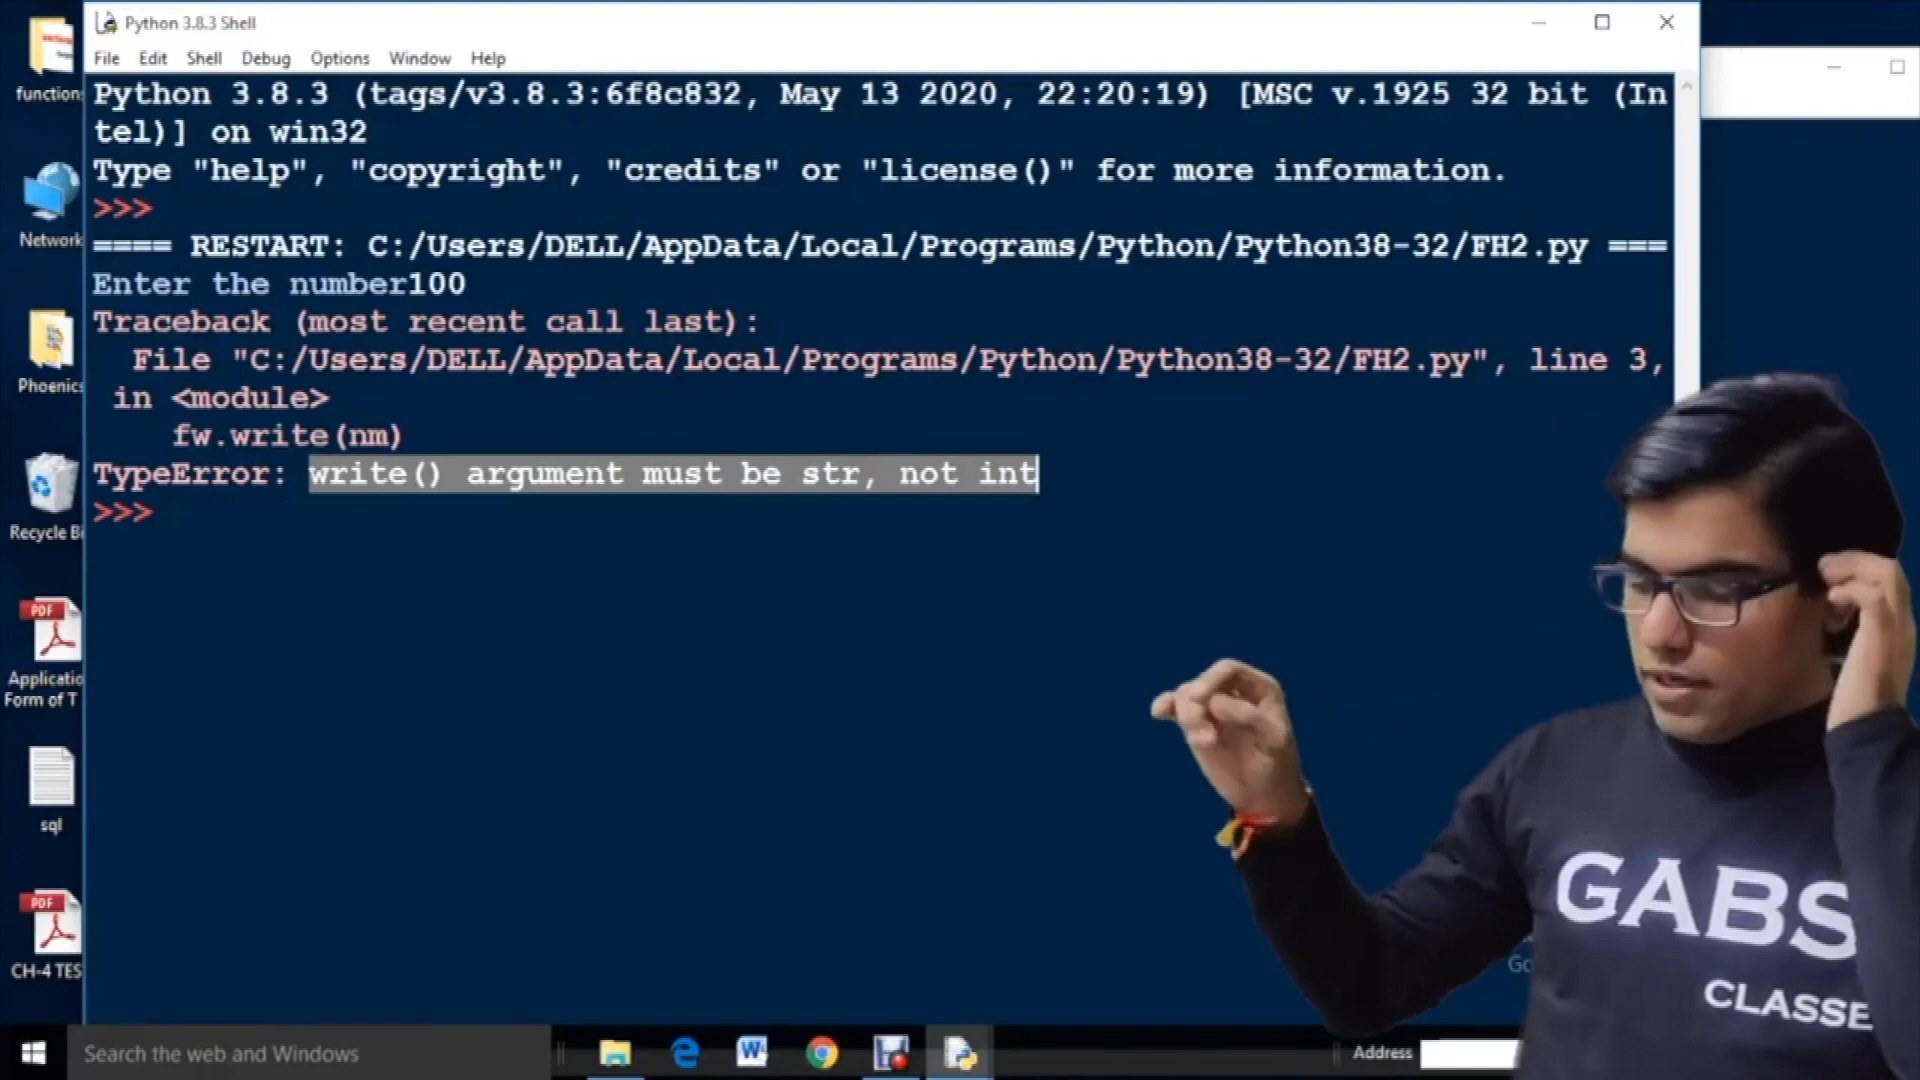 Python 3.8.3 Shell
File Edit Shell Debug Options Window Help
Python 3.8.3 (tags/v3.8.3:6f8c832, May 13 2020, 22:20:19) [MSC v.1925 32 bit (In
tel)] on win32
Type "help", "copyright", "credits" or "license()" for more information.
>>>
==== RESTART: C:/Users/DELL/AppData/Local/Programs/Python/Python38-32/FH2.py ===
Enter the number100
Traceback (most recent call last):
  File "C:/Users/DELL/AppData/Local/Programs/Python/Python38-32/FH2.py", line 3,
 in <module>
    fw.write(nm)
TypeError: write() argument must be str, not int
>>>
function
Network
Phoenics
Recycle Bi
PDF
Applicatio
Form of T
sql
PDF
CH-4 TES
GABS
CLASSE
Go
Search the web and Windows
Address